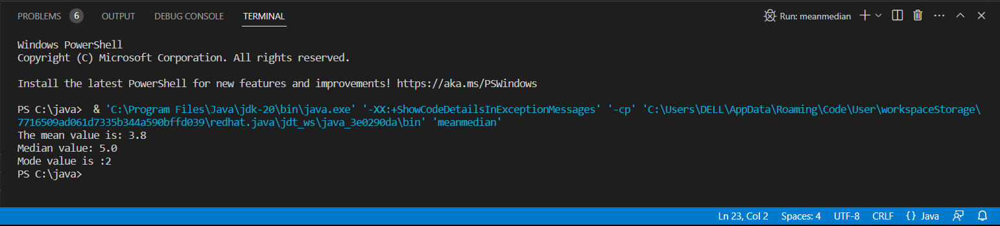 PROBLEMS 6 OUTPUT DEBUG CONSOLE TERMINAL Run: meanmedian
Windows PowerShell
Copyright (C) Microsoft Corporation. All rights reserved.
Install the latest PowerShell for new features and improvements! https://aka.ms/PSWindows
PS C:\java>  & 'C:\Program Files\Java\jdk-20\bin\java.exe' '-XX:+ShowCodeDetailsInExceptionMessages' '-cp' 'C:\Users\DELL\AppData\Roaming\Code\User\workspaceStorage\
7716509ad061d7335b344a590bffd039\redhat.java\jdt_ws\java_3e0290da\bin' 'meanmedian'
The mean value is: 3.8
Median value: 5.0
Mode value is :2
PS C:\java>
Ln 23, Col 2 Spaces: 4 UTF-8 CRLF {} Java